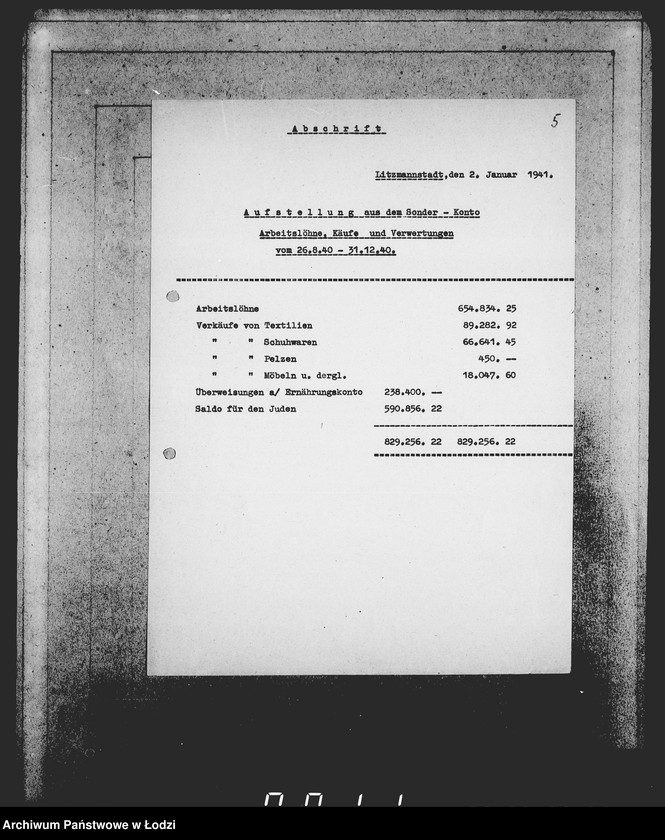 5
Abschrift
Litzmannstadt,den 2. Januar 1941.
Aufstellung aus dem Sonder - Konto
Arbeitslöhne, Käufe und Verwertungen
vom 26.8.40 - 31.12.40.
Arbeitslöhne 654.834. 25
Verkäufe von Textilien 89.282. 92
" " Schuhwaren 66.641. 45
" " Pelzen 450. --
" " Möbeln u. dergl. 18.047. 60
Überweisungen a/ Ernährungskonto 238.400. --
Saldo für den Juden 590.856. 22
829.256. 22 829.256. 22
Archiwum Państwowe w Łodzi